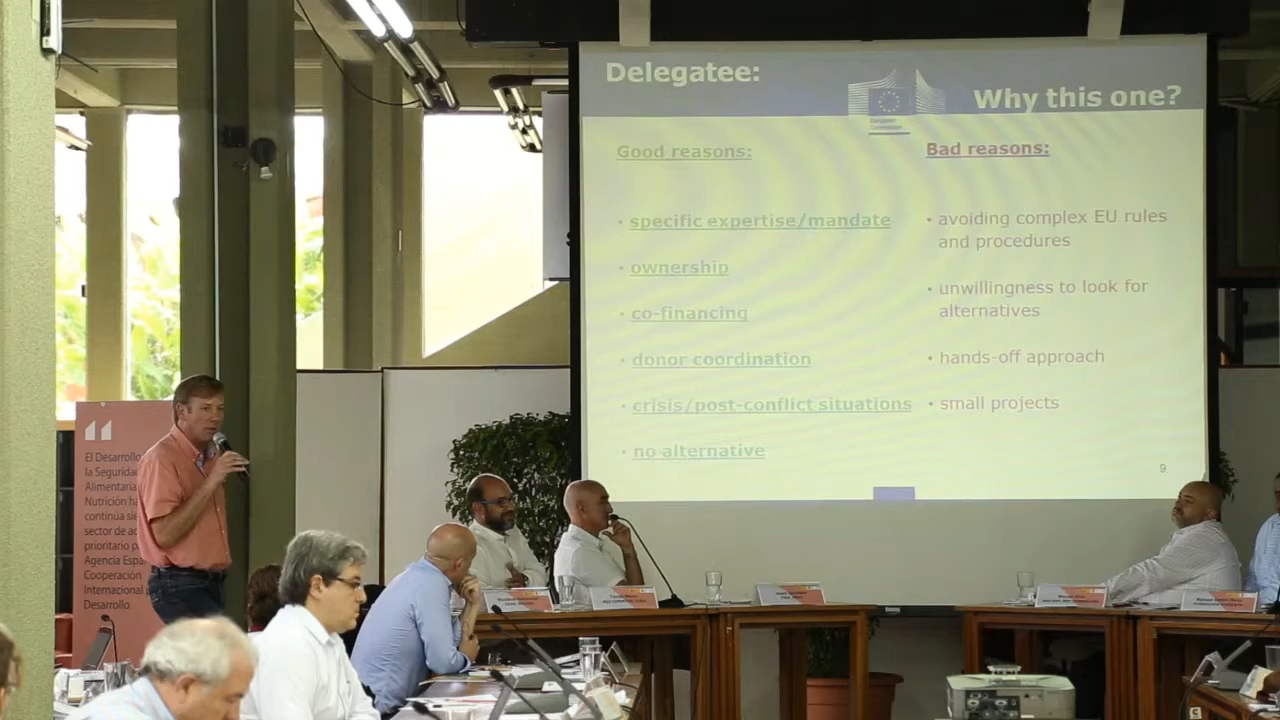 Delegatee:
Why this one?
European
Commission
Good reasons:
• specific expertise/mandate
• ownership
• co-financing
• donor coordination
• crisis/post-conflict situations
• no alternative
Bad reasons:
• avoiding complex EU rules
and procedures
• unwillingness to look for
alternatives
• hands-off approach
• small projects
9
El Desarrollo
la Seguridad
Alimentaria
Nutrición ha
continúa sie
sector de ac
prioritario p
Agencia Espa
Cooperación
Internacional
Desarrollo.